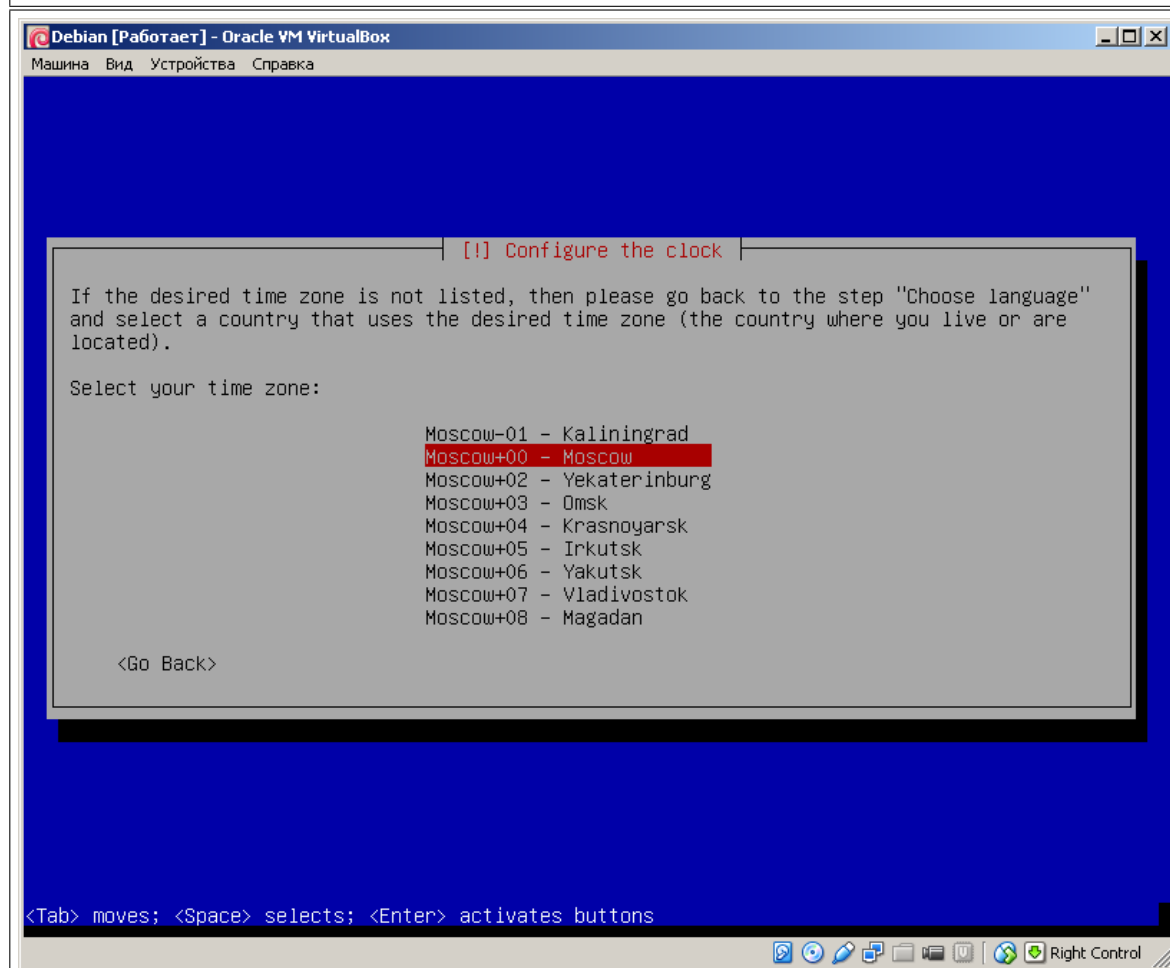 Debian [Работает] - Oracle VM VirtualBox
Машина Вид Устройства Справка
[!] Configure the clock
If the desired time zone is not listed, then please go back to the step "Choose language"
and select a country that uses the desired time zone (the country where you live or are
located).
Select your time zone:
Moscow-01 - Kaliningrad
Moscow+00 - Moscow
Moscow+02 - Yekaterinburg
Moscow+03 - Omsk
Moscow+04 - Krasnoyarsk
Moscow+05 - Irkutsk
Moscow+06 - Yakutsk
Moscow+07 - Vladivostok
Moscow+08 - Magadan
<Go Back>
<Tab> moves; <Space> selects; <Enter> activates buttons
Right Control